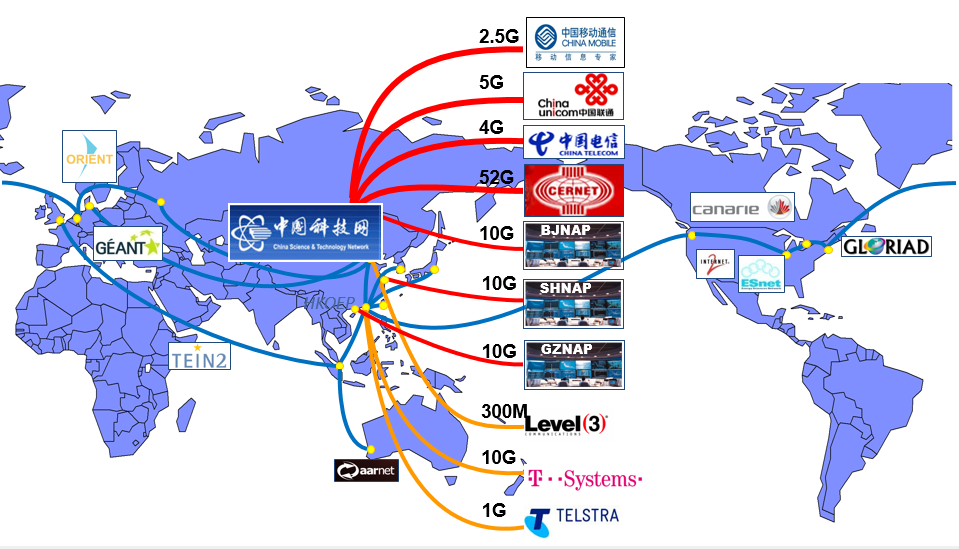 2.5G
中国移动通信
CHINA MOBILE
移动信息专家
5G
China
unicom中国联通
4G
中国电信
CHINA TELECOM
52G
CERNET
ORIENT
canarie
中国科技网
China Science & Technology Network
10G
BJNAP
GÉANT
GLORIAD
INTERNET
2
ESnet
10G
SHNAP
HKOEP
10G
GZNAP
TEIN2
300M
Level (3)
COMMUNICATIONS
10G
T··Systems·
aarnet
1G
TELSTRA